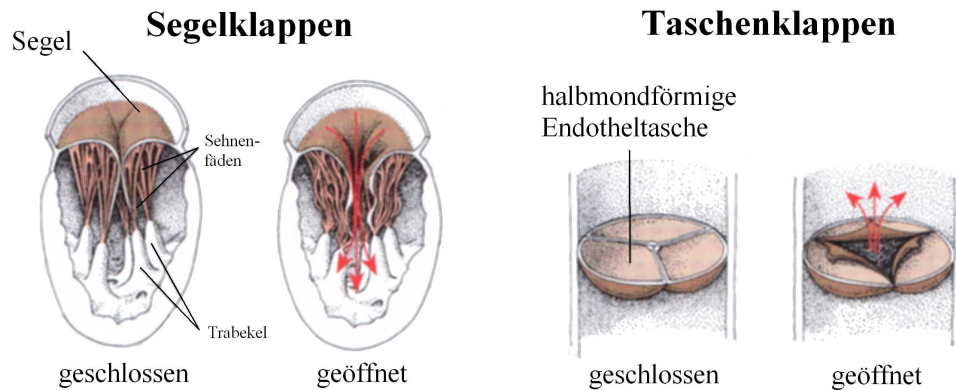 Segelklappen
Segel
Sehnen-
fäden
Trabekel
geschlossen
geöffnet
Taschenklappen
halbmondförmige
Endotheltasche
geschlossen
geöffnet